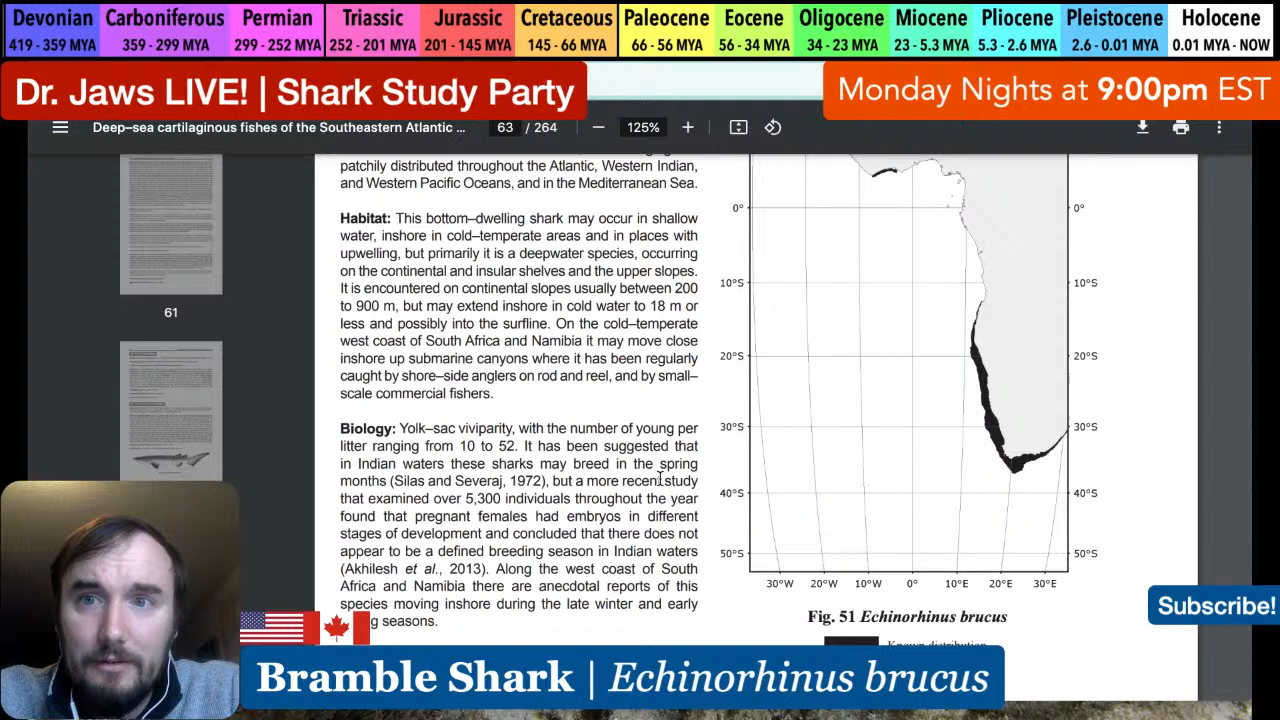 Devonian
419 - 359 MYA
Carboniferous
359 - 299 MYA
Permian
299 - 252 MYA
Triassic
252 - 201 MYA
Jurassic
201 - 145 MYA
Cretaceous
145 - 66 MYA
Paleocene
66 - 56 MYA
Eocene
56 - 34 MYA
Oligocene
34 - 23 MYA
Miocene
23 - 5.3 MYA
Pliocene
5.3 - 2.6 MYA
Pleistocene
2.6 - 0.01 MYA
Holocene
0.01 MYA - NOW
Dr. Jaws LIVE! | Shark Study Party
Monday Nights at 9:00pm EST
Deep-sea cartilaginous fishes of the Southeastern Atlantic ...
63 / 264
125%
61
patchily distributed throughout the Atlantic, Western Indian,
and Western Pacific Oceans, and in the Mediterranean Sea.
Habitat: This bottom–dwelling shark may occur in shallow
water, inshore in cold–temperate areas and in places with
upwelling, but primarily it is a deepwater species, occurring
on the continental and insular shelves and the upper slopes.
It is encountered on continental slopes usually between 200
to 900 m, but may extend inshore in cold water to 18 m or
less and possibly into the surfline. On the cold–temperate
west coast of South Africa and Namibia it may move close
inshore up submarine canyons where it has been regularly
caught by shore–side anglers on rod and reel, and by small–
scale commercial fishers.
Biology: Yolk–sac viviparity, with the number of young per
litter ranging from 10 to 52. It has been suggested that
in Indian waters these sharks may breed in the spring
months (Silas and Severaj, 1972), but a more recent study
that examined over 5,300 individuals throughout the year
found that pregnant females had embryos in different
stages of development and concluded that there does not
appear to be a defined breeding season in Indian waters
(Akhilesh et al., 2013). Along the west coast of South
Africa and Namibia there are anecdotal reports of this
species moving inshore during the late winter and early
g seasons.
0° 0°
10°S 10°S
20°S 20°S
30°S 30°S
40°S 40°S
50°S 50°S
30°W 20°W 10°W 0° 10°E 20°E 30°E
Fig. 51 Echinorhinus brucus
Known distribution
Subscribe!
Bramble Shark | Echinorhinus brucus